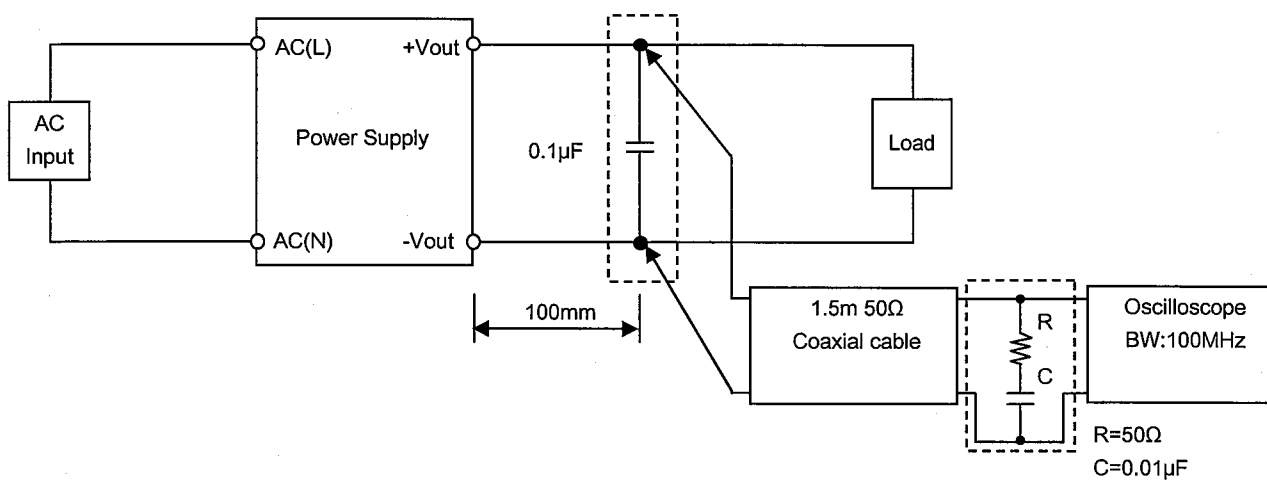 AC(L)
+Vout
AC
Input
Power Supply
0.1µF
Load
AC(N)
-Vout
100mm
1.5m 50Ω
Coaxial cable
R
C
Oscilloscope
BW:100MHz
R=50Ω
C=0.01µF